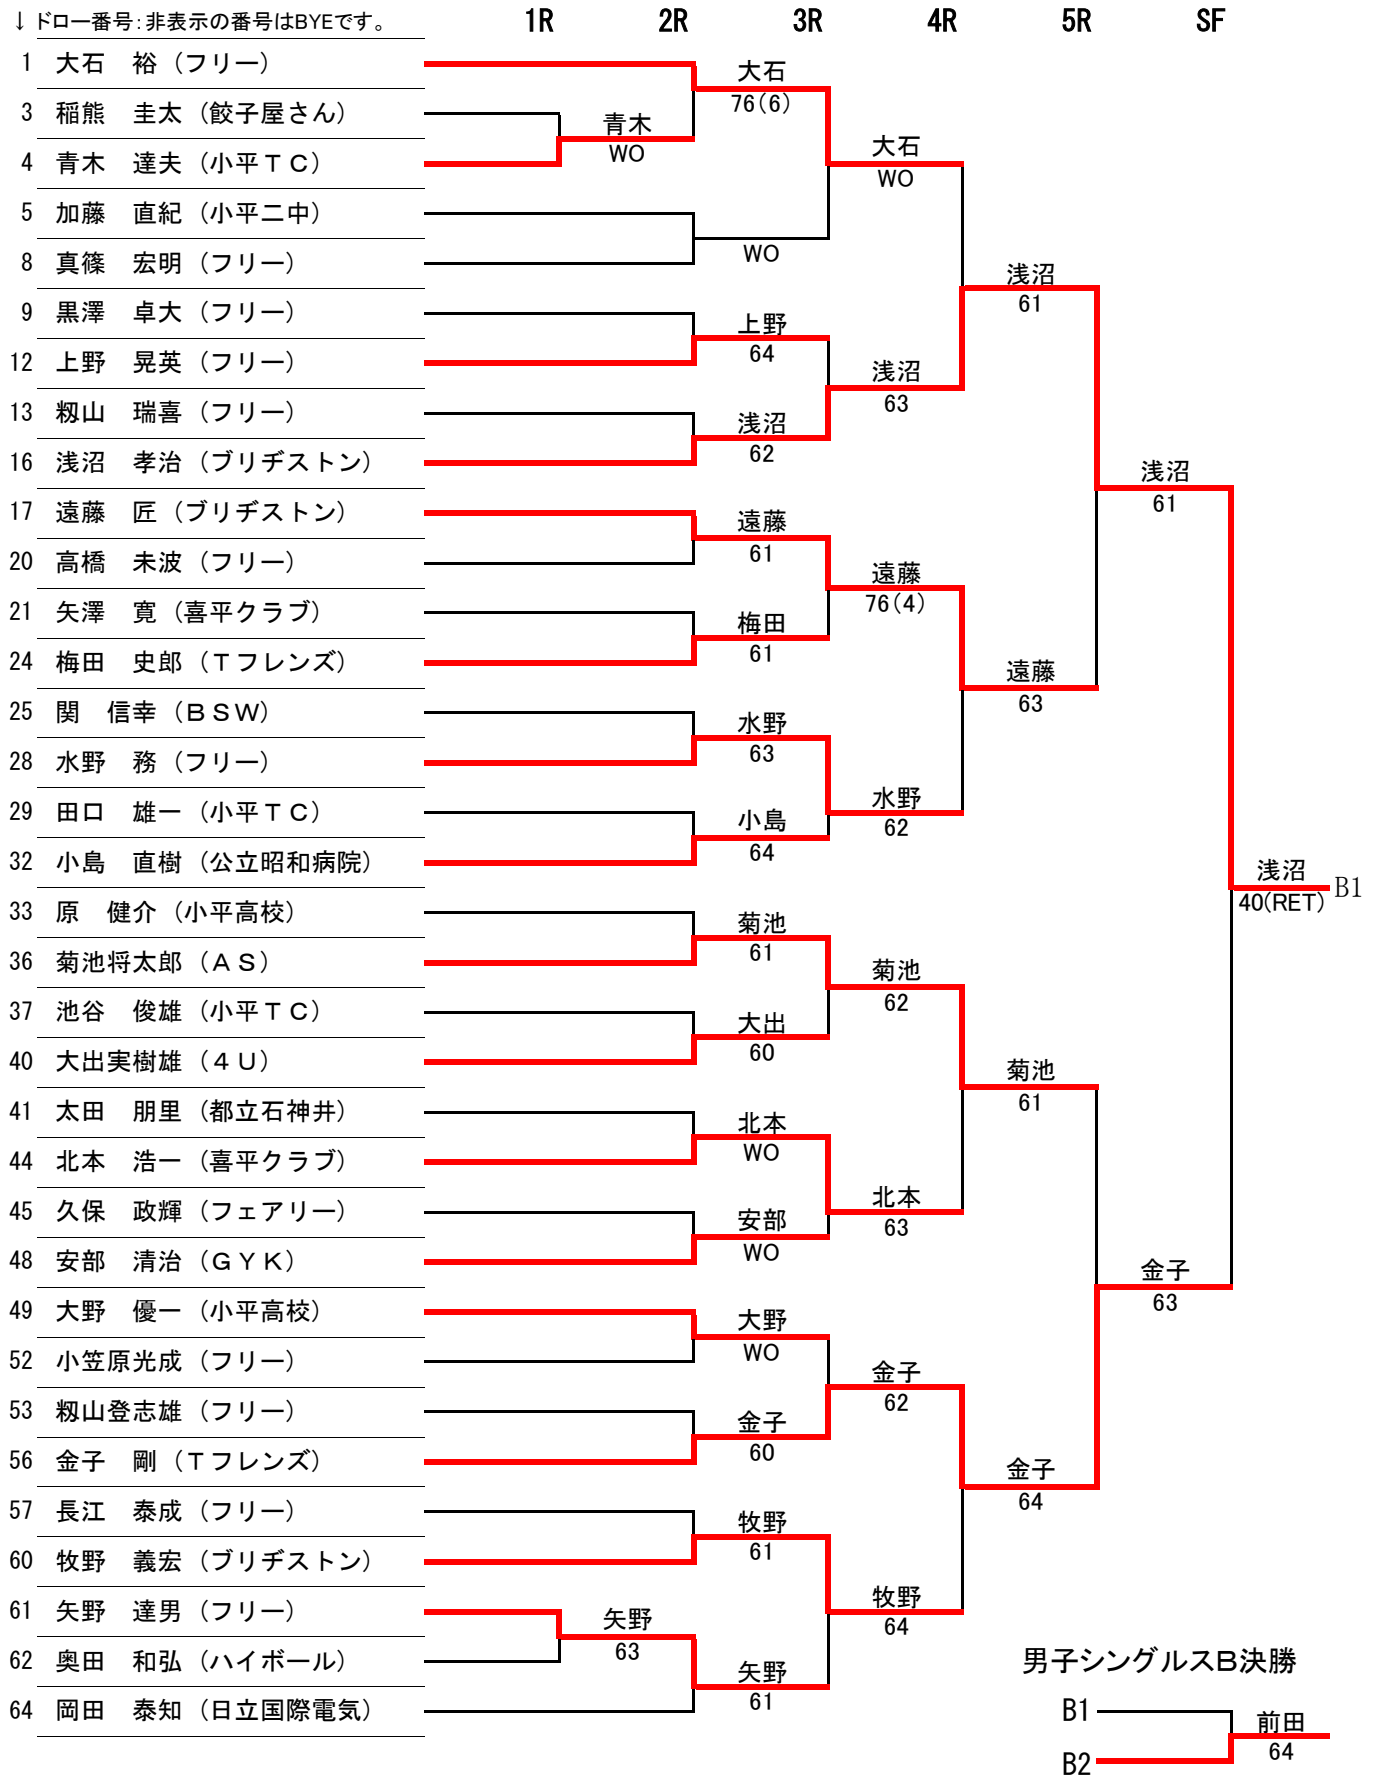 ↓ドロー番号:非表示の番号はBYEです。 1R 2R 3R 4R 5R SF
1 大石 裕(フリー)
大石
76(6)
3 稲熊 圭太(餃子屋さん)
青木
WO
4 青木 達夫(小平TC)
大石
WO
5 加藤 直紀(小平二中)
WO
8 真篠 宏明(フリー)
浅沼
61
9 黒澤 卓大(フリー)
上野
64
12 上野 晃英(フリー)
浅沼
63
13 籾山 瑞喜(フリー)
浅沼
62
16 浅沼 孝治(ブリヂストン)
浅沼
61
17 遠藤 匠(ブリヂストン)
遠藤
61
20 高橋 未波(フリー)
遠藤
76(4)
21 矢澤 寛(喜平クラブ)
梅田
61
24 梅田 史郎(Tフレンズ)
遠藤
63
25 関 信幸(BSW)
水野
63
28 水野 務(フリー)
水野
62
29 田口 雄一(小平TC)
小島
64
32 小島 直樹(公立昭和病院)
浅沼
40(RET)
B1
33 原 健介(小平高校)
菊池
61
36 菊池将太郎(AS)
菊池
62
37 池谷 俊雄(小平TC)
大出
60
40 大出実樹雄(4U)
菊池
61
41 太田 朋里(都立石神井)
北本
WO
44 北本 浩一(喜平クラブ)
北本
63
45 久保 政輝(フェアリー)
安部
WO
48 安部 清治(GYK)
金子
63
49 大野 優一(小平高校)
大野
WO
52 小笠原光成(フリー)
金子
62
53 籾山登志雄(フリー)
金子
60
56 金子 剛(Tフレンズ)
金子
64
57 長江 泰成(フリー)
牧野
61
60 牧野 義宏(ブリヂストン)
牧野
64
61 矢野 達男(フリー)
矢野
63
62 奥田 和弘(ハイボール)
矢野
61
64 岡田 泰知(日立国際電気)
男子シングルスB決勝
B1
前田
64
B2